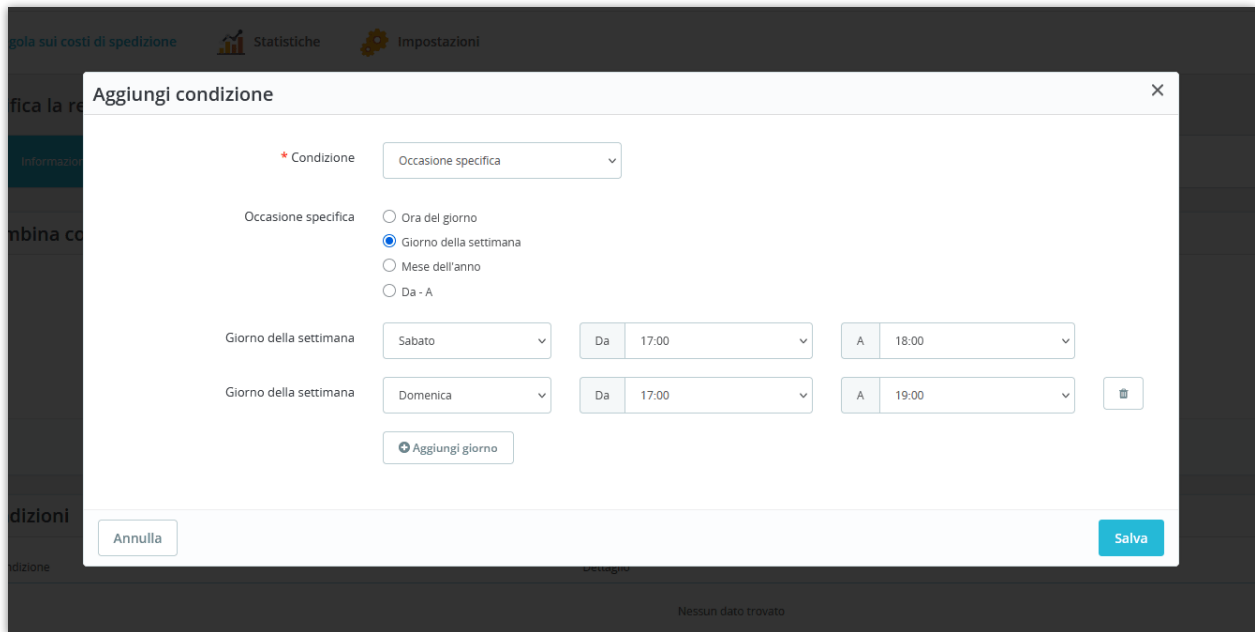 gola sui costi di spedizione Statistiche Impostazioni
fica la re
Aggiungi condizione
Informazion
* Condizione Occasione specifica
Occasione specifica Ora del giorno
mbina co Giorno della settimana
Mese dell'anno
Da - A
Giorno della settimana Sabato Da 17:00 A 18:00
Giorno della settimana Domenica Da 17:00 A 19:00
Aggiungi giorno
dizioni
Annulla Salva
ndizione Dettaglio
Nessun dato trovato